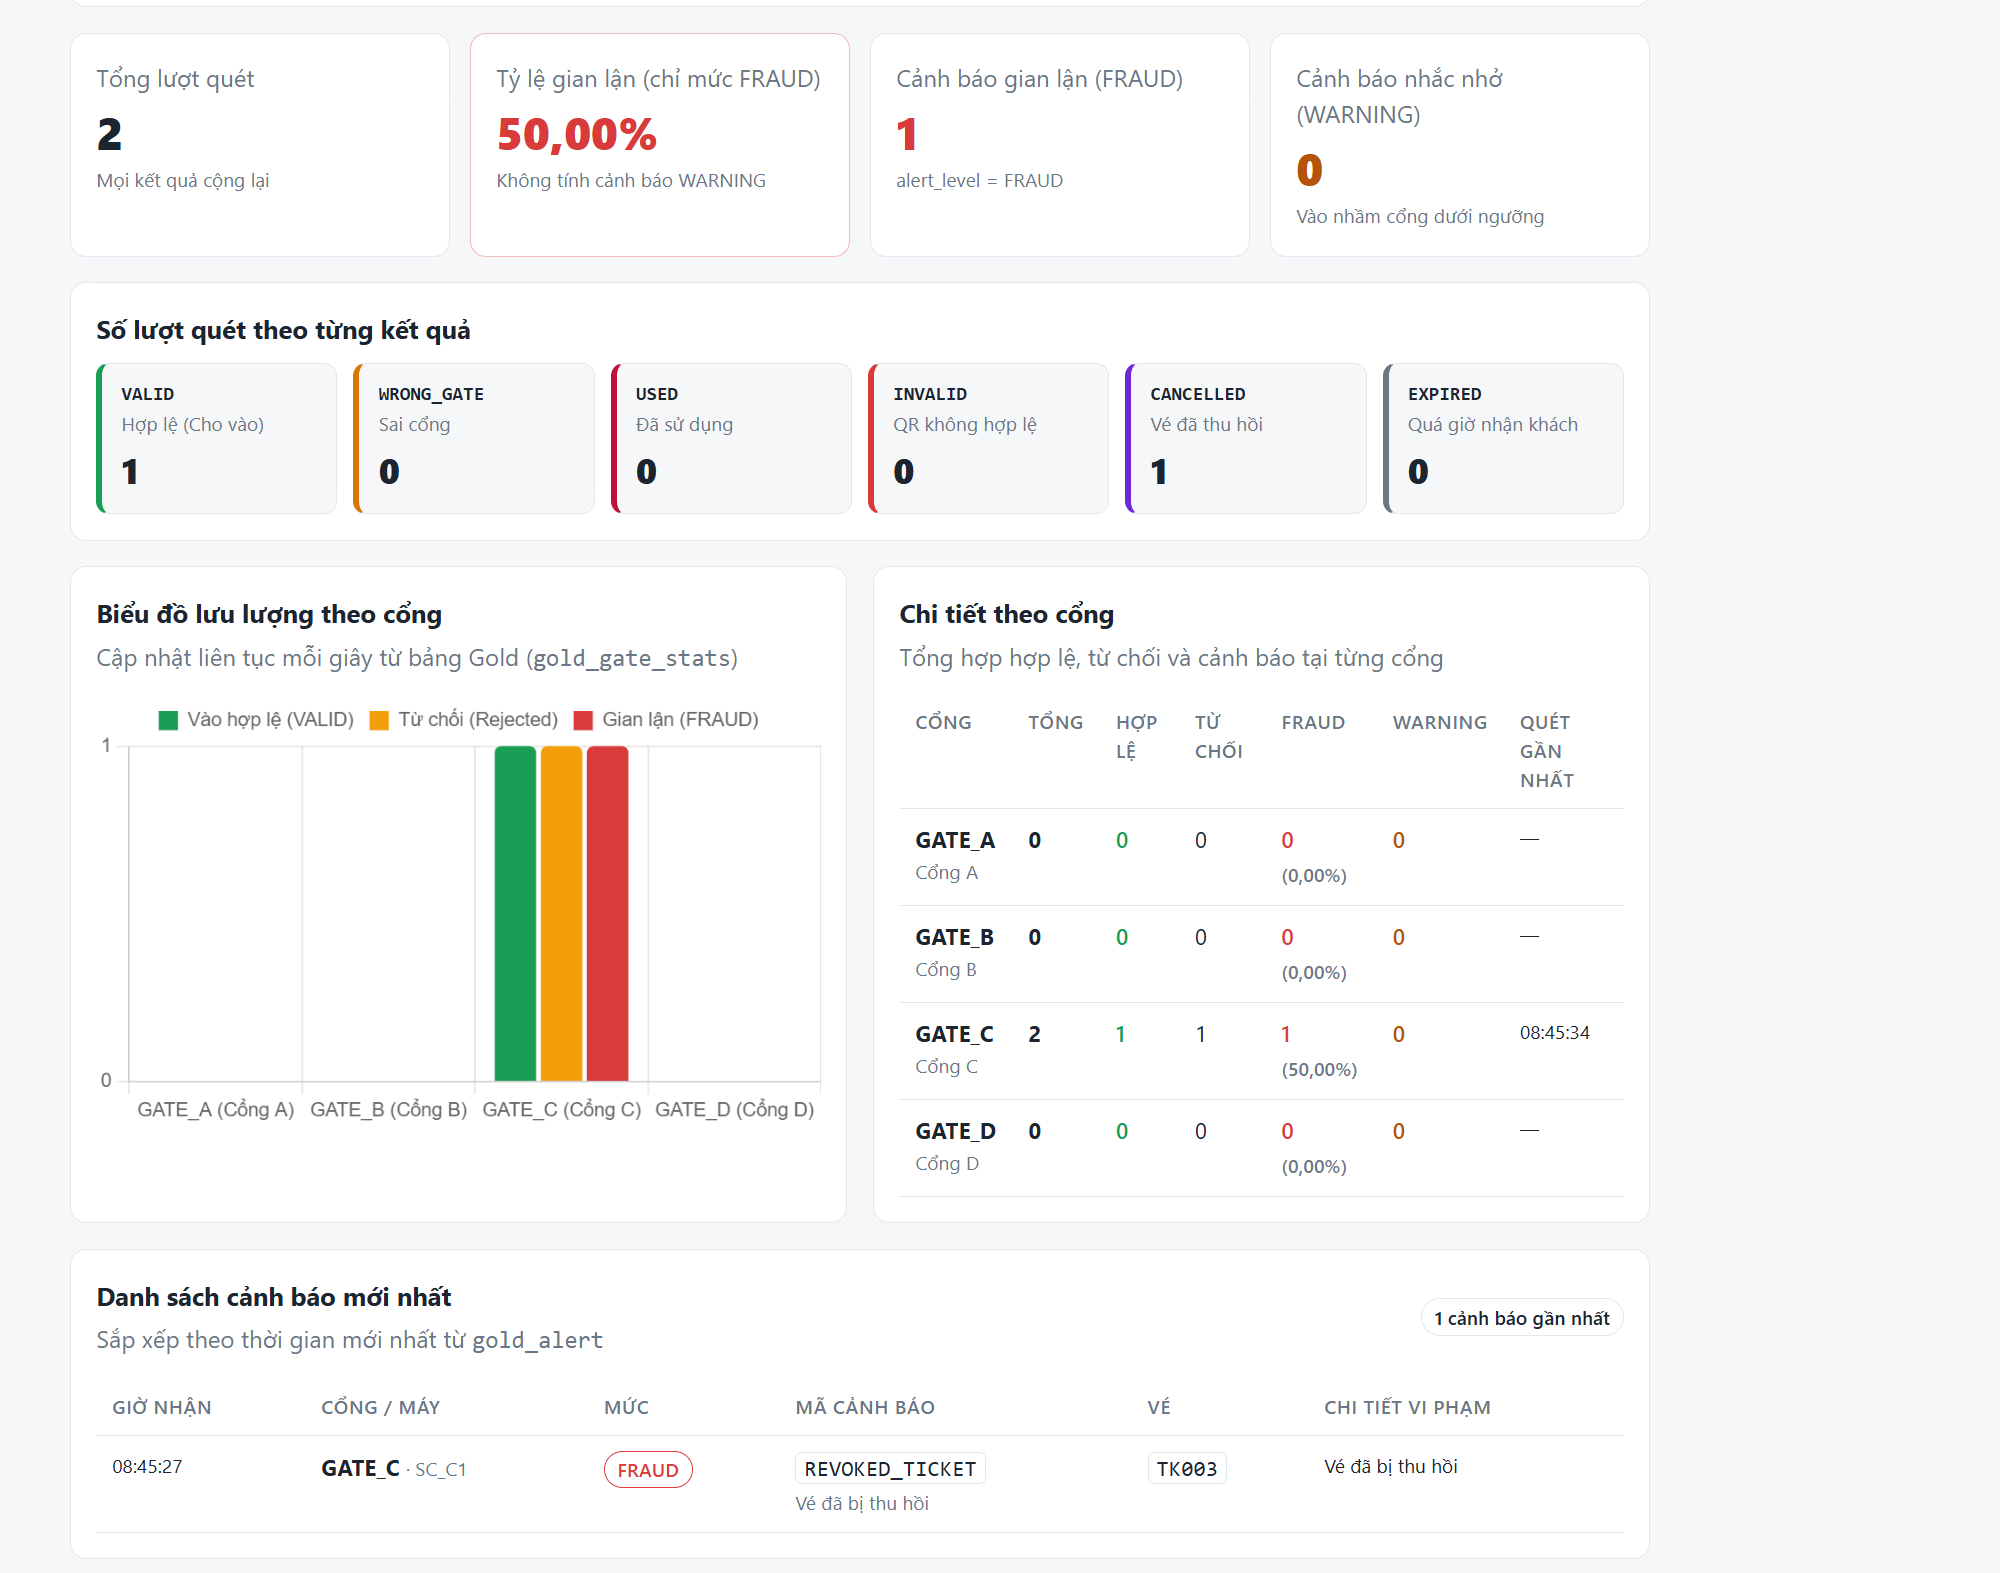 Tổng lượt quét
2
Mọi kết quả cộng lại
Tỷ lệ gian lận (chỉ mức FRAUD)
50,00%
Không tính cảnh báo WARNING
Cảnh báo gian lận (FRAUD)
1
alert_level = FRAUD
Cảnh báo nhắc nhở
(WARNING)
0
Vào nhầm cổng dưới ngưỡng
Số lượt quét theo từng kết quả
VALID
Hợp lệ (Cho vào)
1
WRONG_GATE
Sai cổng
0
USED
Đã sử dụng
0
INVALID
QR không hợp lệ
0
CANCELLED
Vé đã thu hồi
1
EXPIRED
Quá giờ nhận khách
0
Biểu đồ lưu lượng theo cổng
Cập nhật liên tục mỗi giây từ bảng Gold (gold_gate_stats)
Vào hợp lệ (VALID) Từ chối (Rejected) Gian lận (FRAUD)
1
0
GATE_A (Cổng A) GATE_B (Cổng B) GATE_C (Cổng C) GATE_D (Cổng D)
Chi tiết theo cổng
Tổng hợp hợp lệ, từ chối và cảnh báo tại từng cổng
CỔNG TỔNG HỢP LỆ TỪ CHỐI FRAUD WARNING QUÉT GẦN NHẤT
GATE_A 0 0 0 0 0 —
Cổng A (0,00%)
GATE_B 0 0 0 0 0 —
Cổng B (0,00%)
GATE_C 2 1 1 1 0 08:45:34
Cổng C (50,00%)
GATE_D 0 0 0 0 0 —
Cổng D (0,00%)
Danh sách cảnh báo mới nhất
Sắp xếp theo thời gian mới nhất từ gold_alert
1 cảnh báo gần nhất
GIỜ NHẬN CỔNG / MÁY MỨC MÃ CẢNH BÁO VÉ CHI TIẾT VI PHẠM
08:45:27 GATE_C · SC_C1 FRAUD REVOKED_TICKET TK003 Vé đã bị thu hồi
Vé đã bị thu hồi